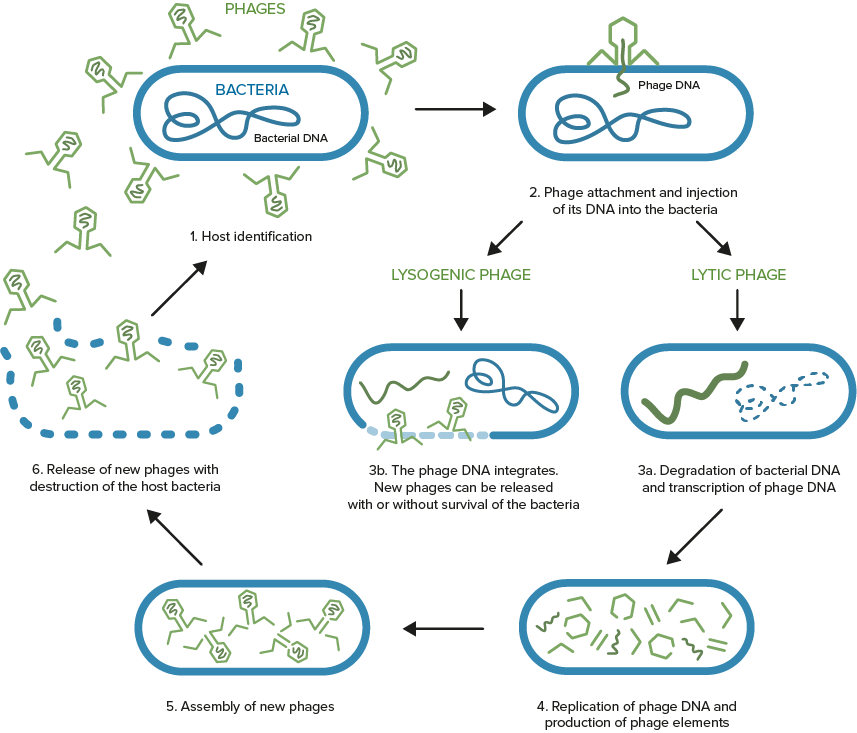 PHAGES
BACTERIA
Bacterial DNA
1. Host identification
Phage DNA
2. Phage attachment and injection
of its DNA into the bacteria
LYSOGENIC PHAGE
LYTIC PHAGE
3b. The phage DNA integrates.
New phages can be released
with or without survival of the bacteria
3a. Degradation of bacterial DNA
and transcription of phage DNA
4. Replication of phage DNA and
production of phage elements
5. Assembly of new phages
6. Release of new phages with
destruction of the host bacteria